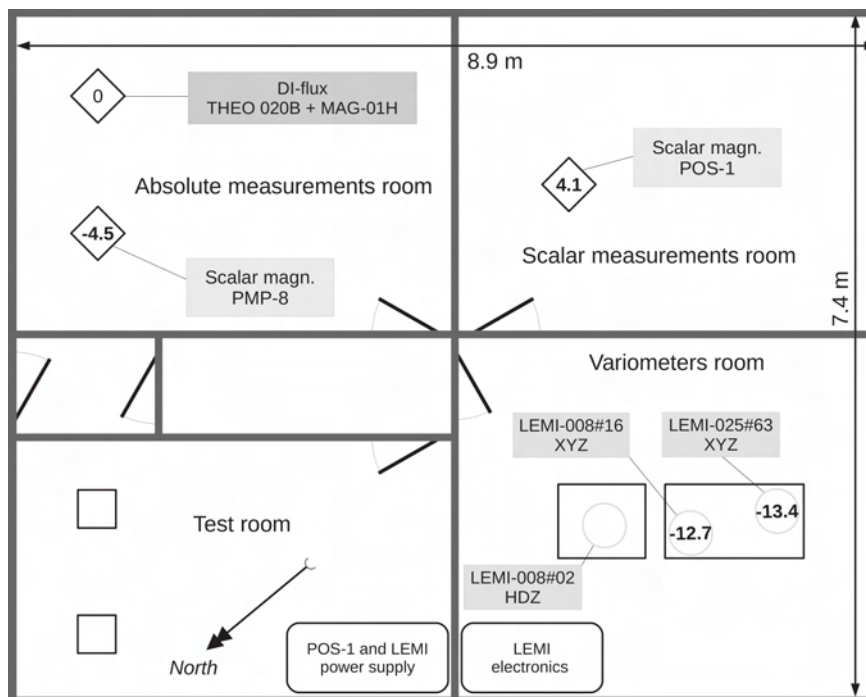 8.9 m
0
DI-flux
THEO 020B + MAG-01H
Scalar magn.
POS-1
Absolute measurements room
4.1
-4.5
Scalar magn.
PMP-8
Scalar measurements room
7.4 m
Variometers room
LEMI-008#16
XYZ
LEMI-025#63
XYZ
-12.7
-13.4
Test room
LEMI-008#02
HDZ
North
POS-1 and LEMI
power supply
LEMI
electronics